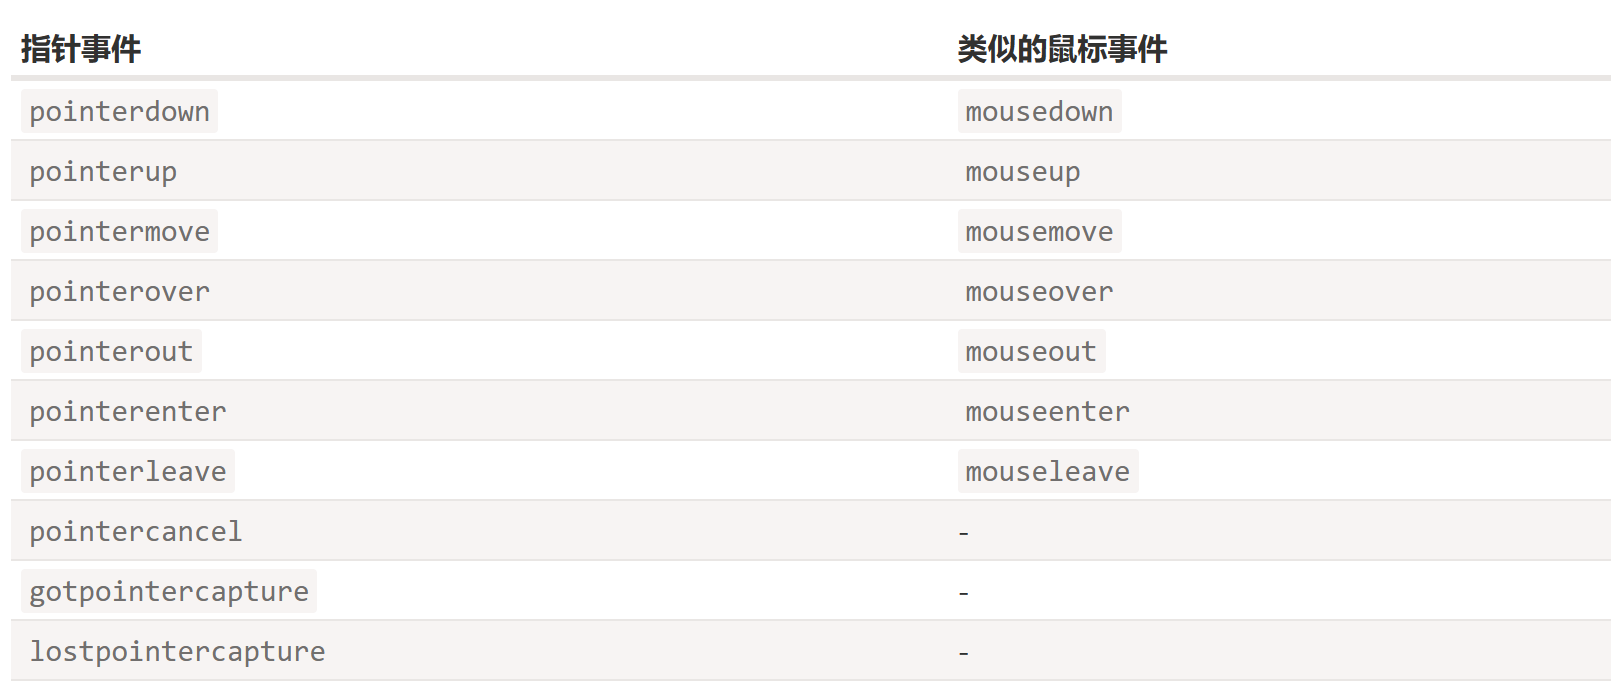 指针事件 类似的鼠标事件
pointerdown mousedown
pointerup mouseup
pointermove mousemove
pointerover mouseover
pointerout mouseout
pointerenter mouseenter
pointerleave mouseleave
pointercancel -
gotpointercapture -
lostpointercapture -